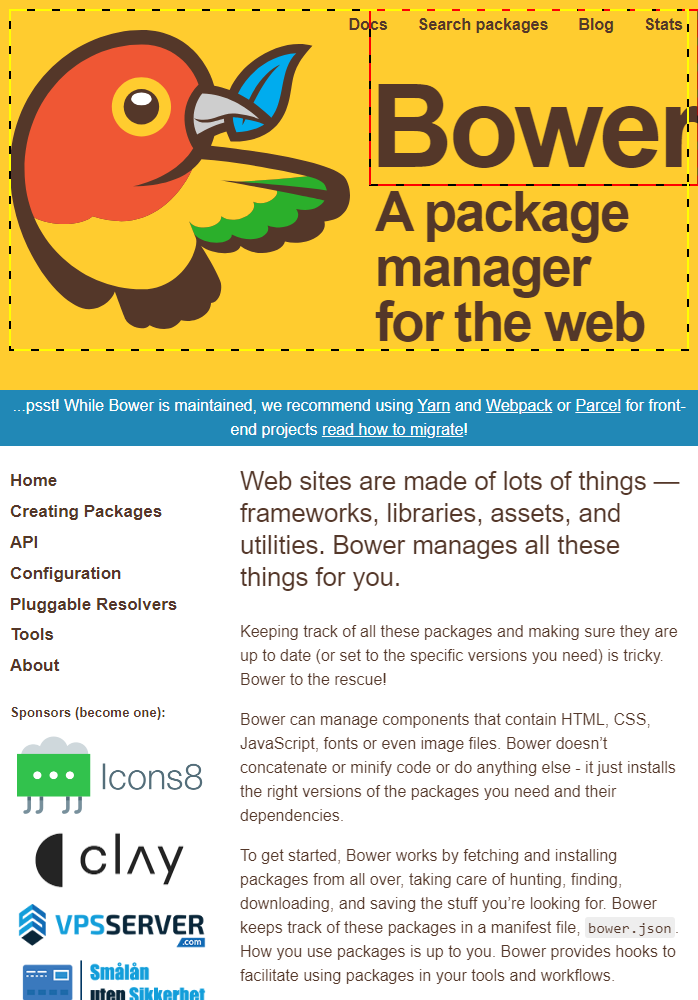 Docs Search packages Blog Stats
Bower
A package
manager
for the web
...psst! While Bower is maintained, we recommend using Yarn and Webpack or Parcel for front-
end projects read how to migrate!
Home
Creating Packages
API
Configuration
Pluggable Resolvers
Tools
About
Sponsors (become one):
Icons8
clay
VPSSERVER
.com
Smålån
uten Sikkerhet
Web sites are made of lots of things —
frameworks, libraries, assets, and
utilities. Bower manages all these
things for you.
Keeping track of all these packages and making sure they are
up to date (or set to the specific versions you need) is tricky.
Bower to the rescue!
Bower can manage components that contain HTML, CSS,
JavaScript, fonts or even image files. Bower doesn’t
concatenate or minify code or do anything else - it just installs
the right versions of the packages you need and their
dependencies.
To get started, Bower works by fetching and installing
packages from all over, taking care of hunting, finding,
downloading, and saving the stuff you’re looking for. Bower
keeps track of these packages in a manifest file, bower.json.
How you use packages is up to you. Bower provides hooks to
facilitate using packages in your tools and workflows.